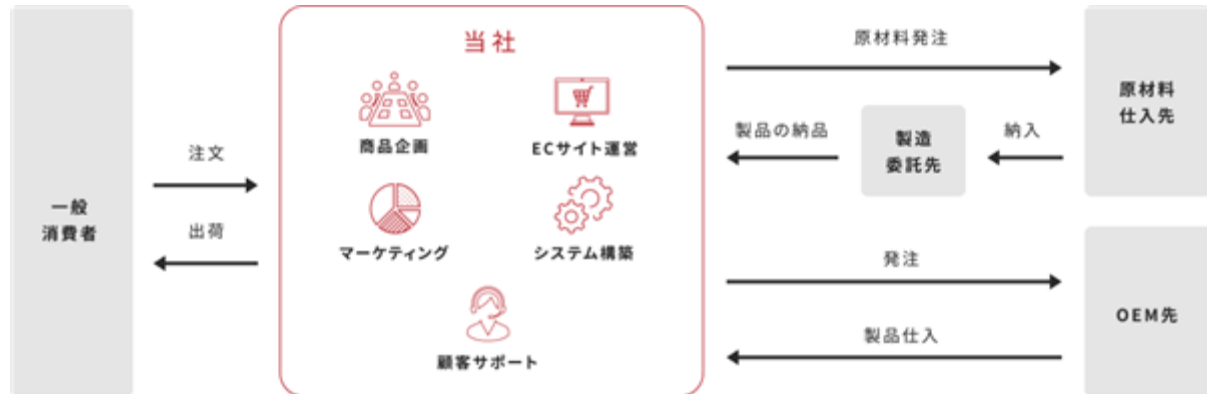 一般
消費者
注文
出荷
当社
商品企画
ECサイト運営
マーケティング
システム構築
顧客サポート
原材料発注
製品の納品
製造
委託先
納入
原材料
仕入先
発注
製品仕入
OEM先